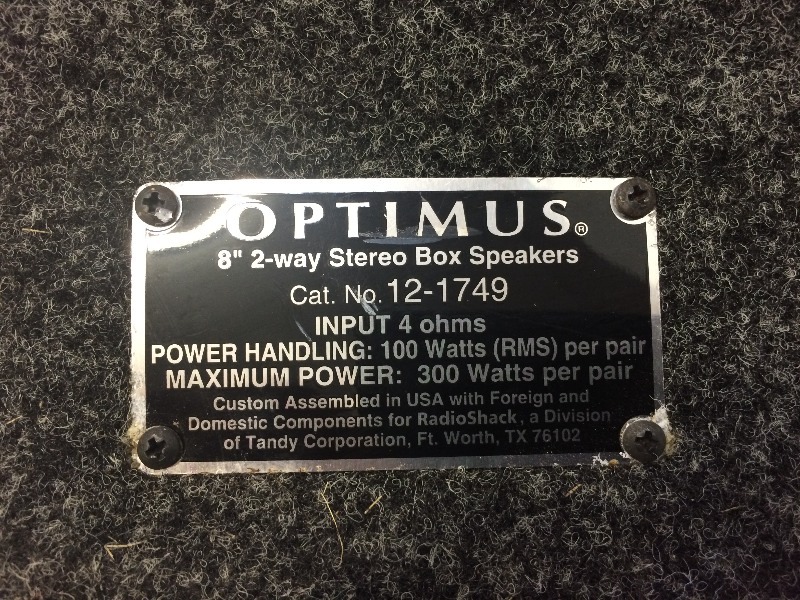 OPTIMUS®
8" 2-way Stereo Box Speakers
Cat. No. 12-1749
INPUT 4 ohms
POWER HANDLING: 100 Watts (RMS) per pair
MAXIMUM POWER: 300 Watts per pair
Custom Assembled in USA with Foreign and
Domestic Components for RadioShack, a Division
of Tandy Corporation, Ft. Worth, TX 76102